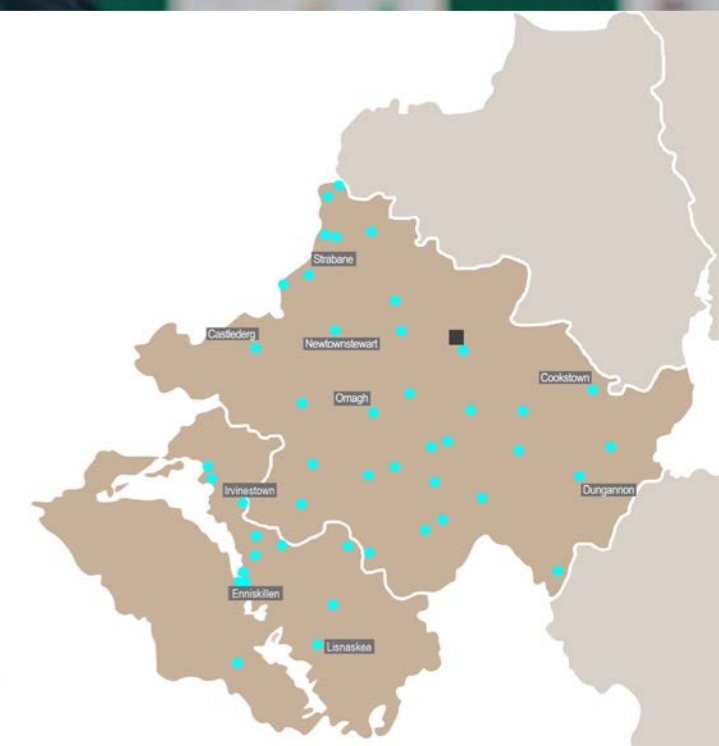 Strabane
Castlederg
Newtownstewart
Cookstown
Omagh
Irvinestown
Dungannon
Enniskillen
Lisnaskea